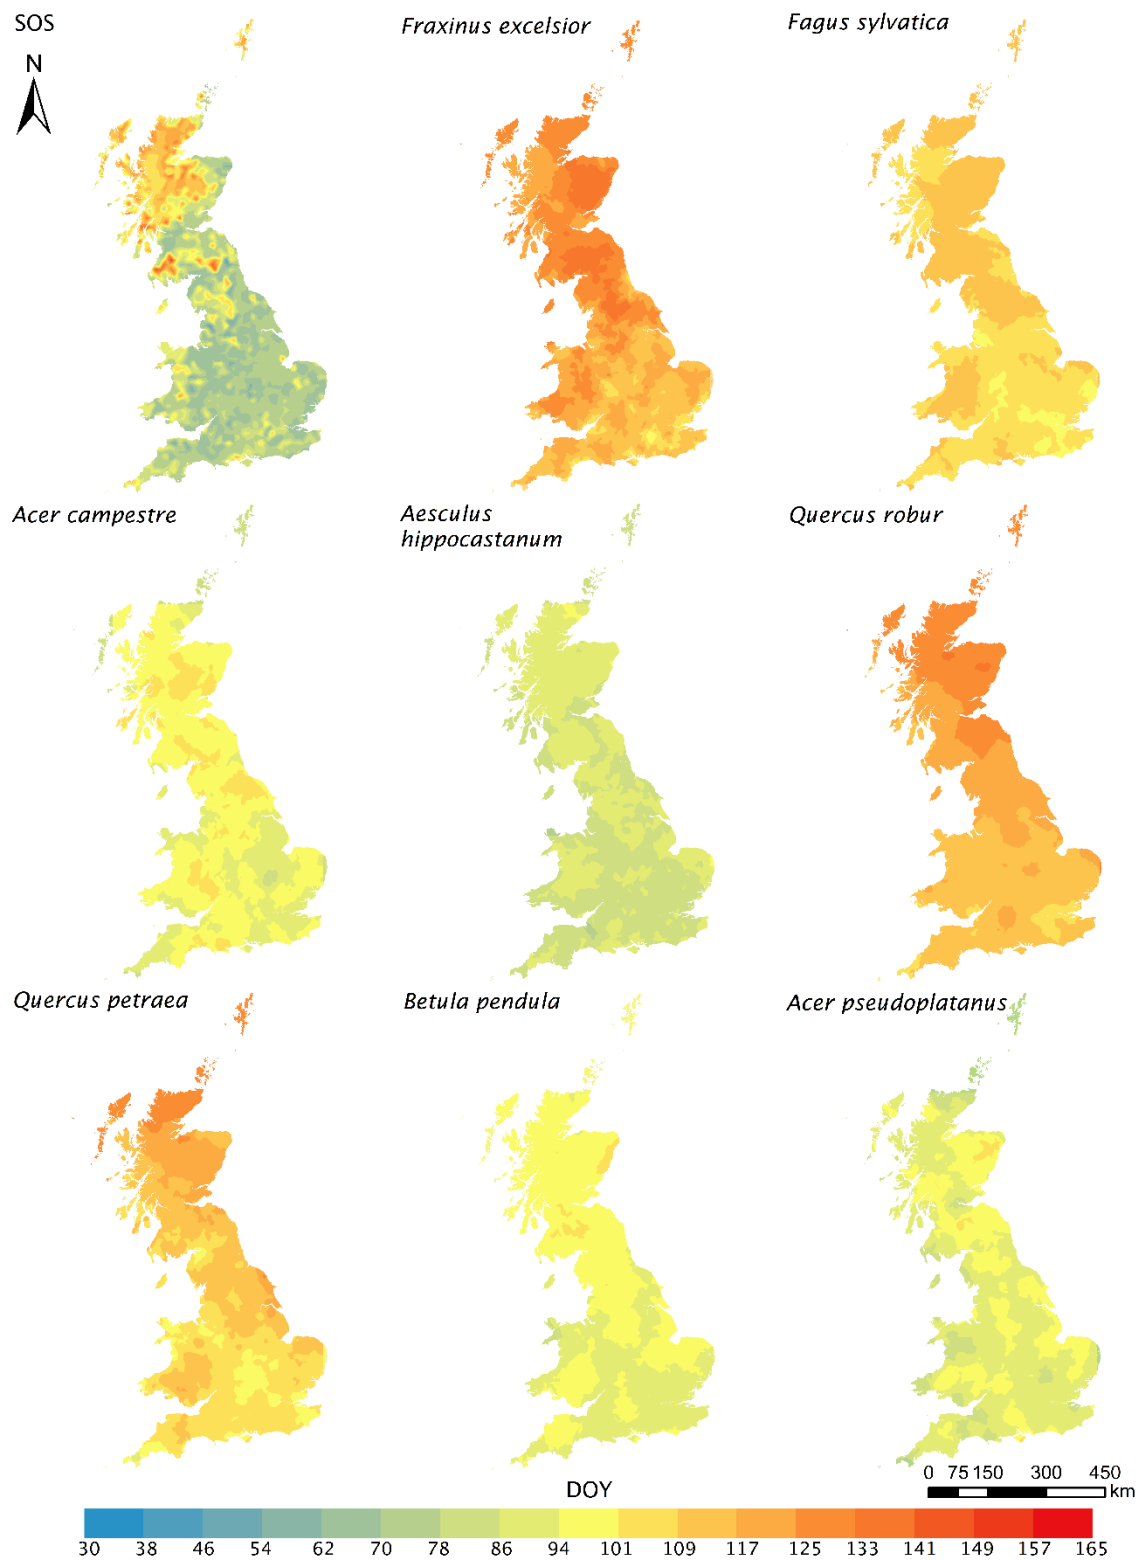 SOS
Fraxinus excelsior
Fagus sylvatica
N
Acer campestre
Aesculus
hippocastanum
Quercus robur
Quercus petraea
Betula pendula
Acer pseudoplatanus
0 75 150 300 450
km
DOY
30 38 46 54 62 70 78 86 94 101 109 117 125 133 141 149 157 165